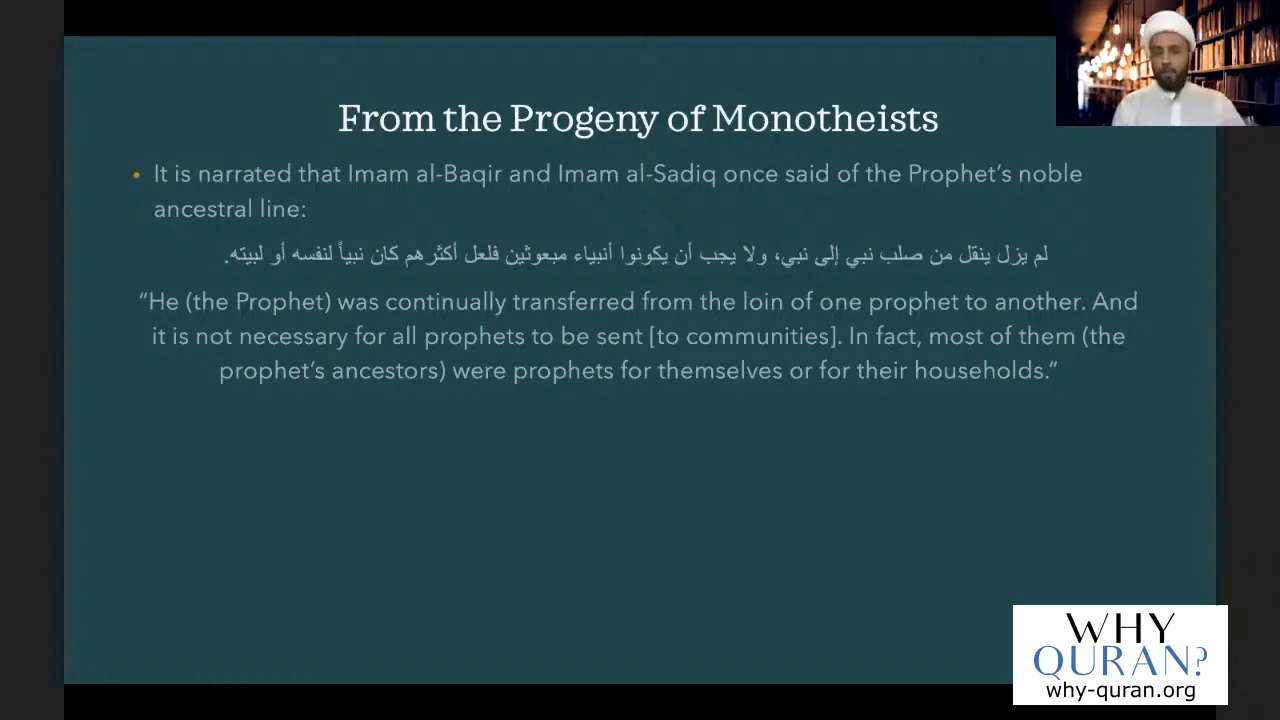 From the Progeny of Monotheists
• It is narrated that Imam al-Baqir and Imam al-Sadiq once said of the Prophet’s noble
ancestral line:
لم يزل ينقل من صلب نبي إلى نبي، ولا يجب أن يكونوا أنبياء مبعوثين فلعل أكثرهم كان نبياً لنفسه أو لبيته.
“He (the Prophet) was continually transferred from the loin of one prophet to another. And
it is not necessary for all prophets to be sent [to communities]. In fact, most of them (the
prophet’s ancestors) were prophets for themselves or for their households.”
WHY
QURAN?
why-quran.org